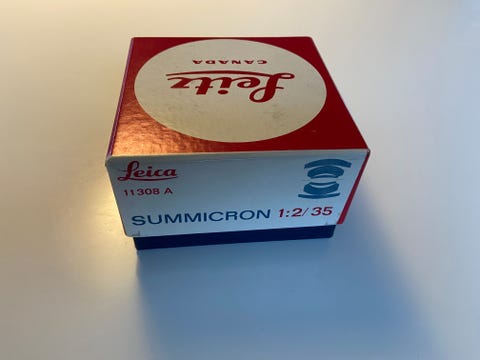 Leitz
CANADA
Leica
11308 A
SUMMICRON 1:2/35